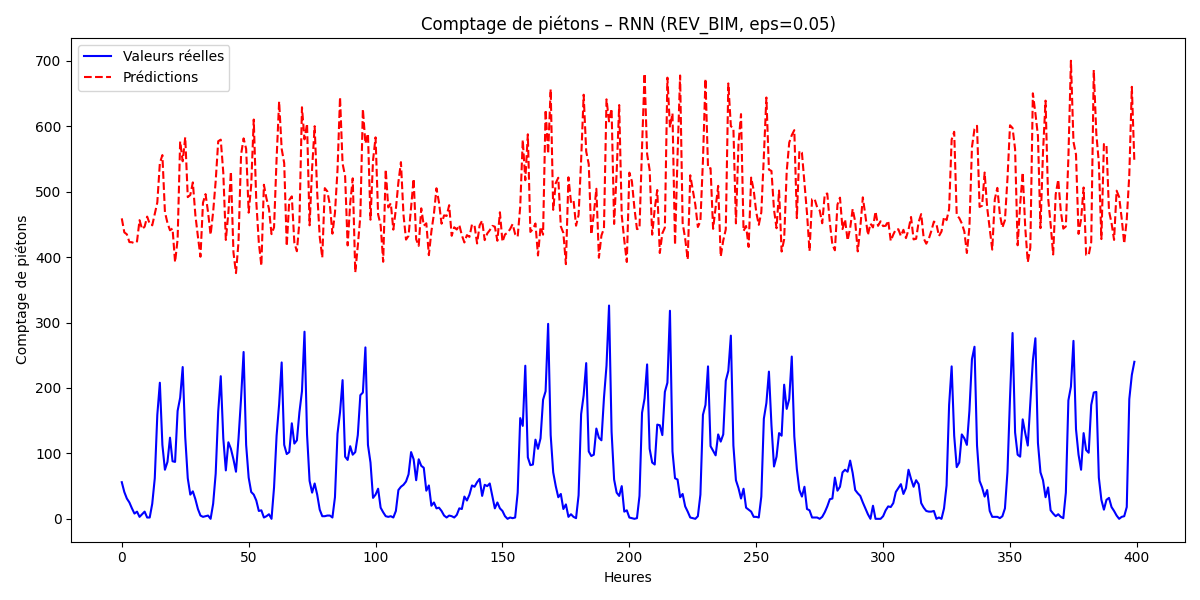 Comptage de piétons – RNN (REV_BIM, eps=0.05)
Valeurs réelles
Prédictions
Comptage de piétons
700
600
500
400
300
200
100
0
0 50 100 150 200 250 300 350 400
Heures